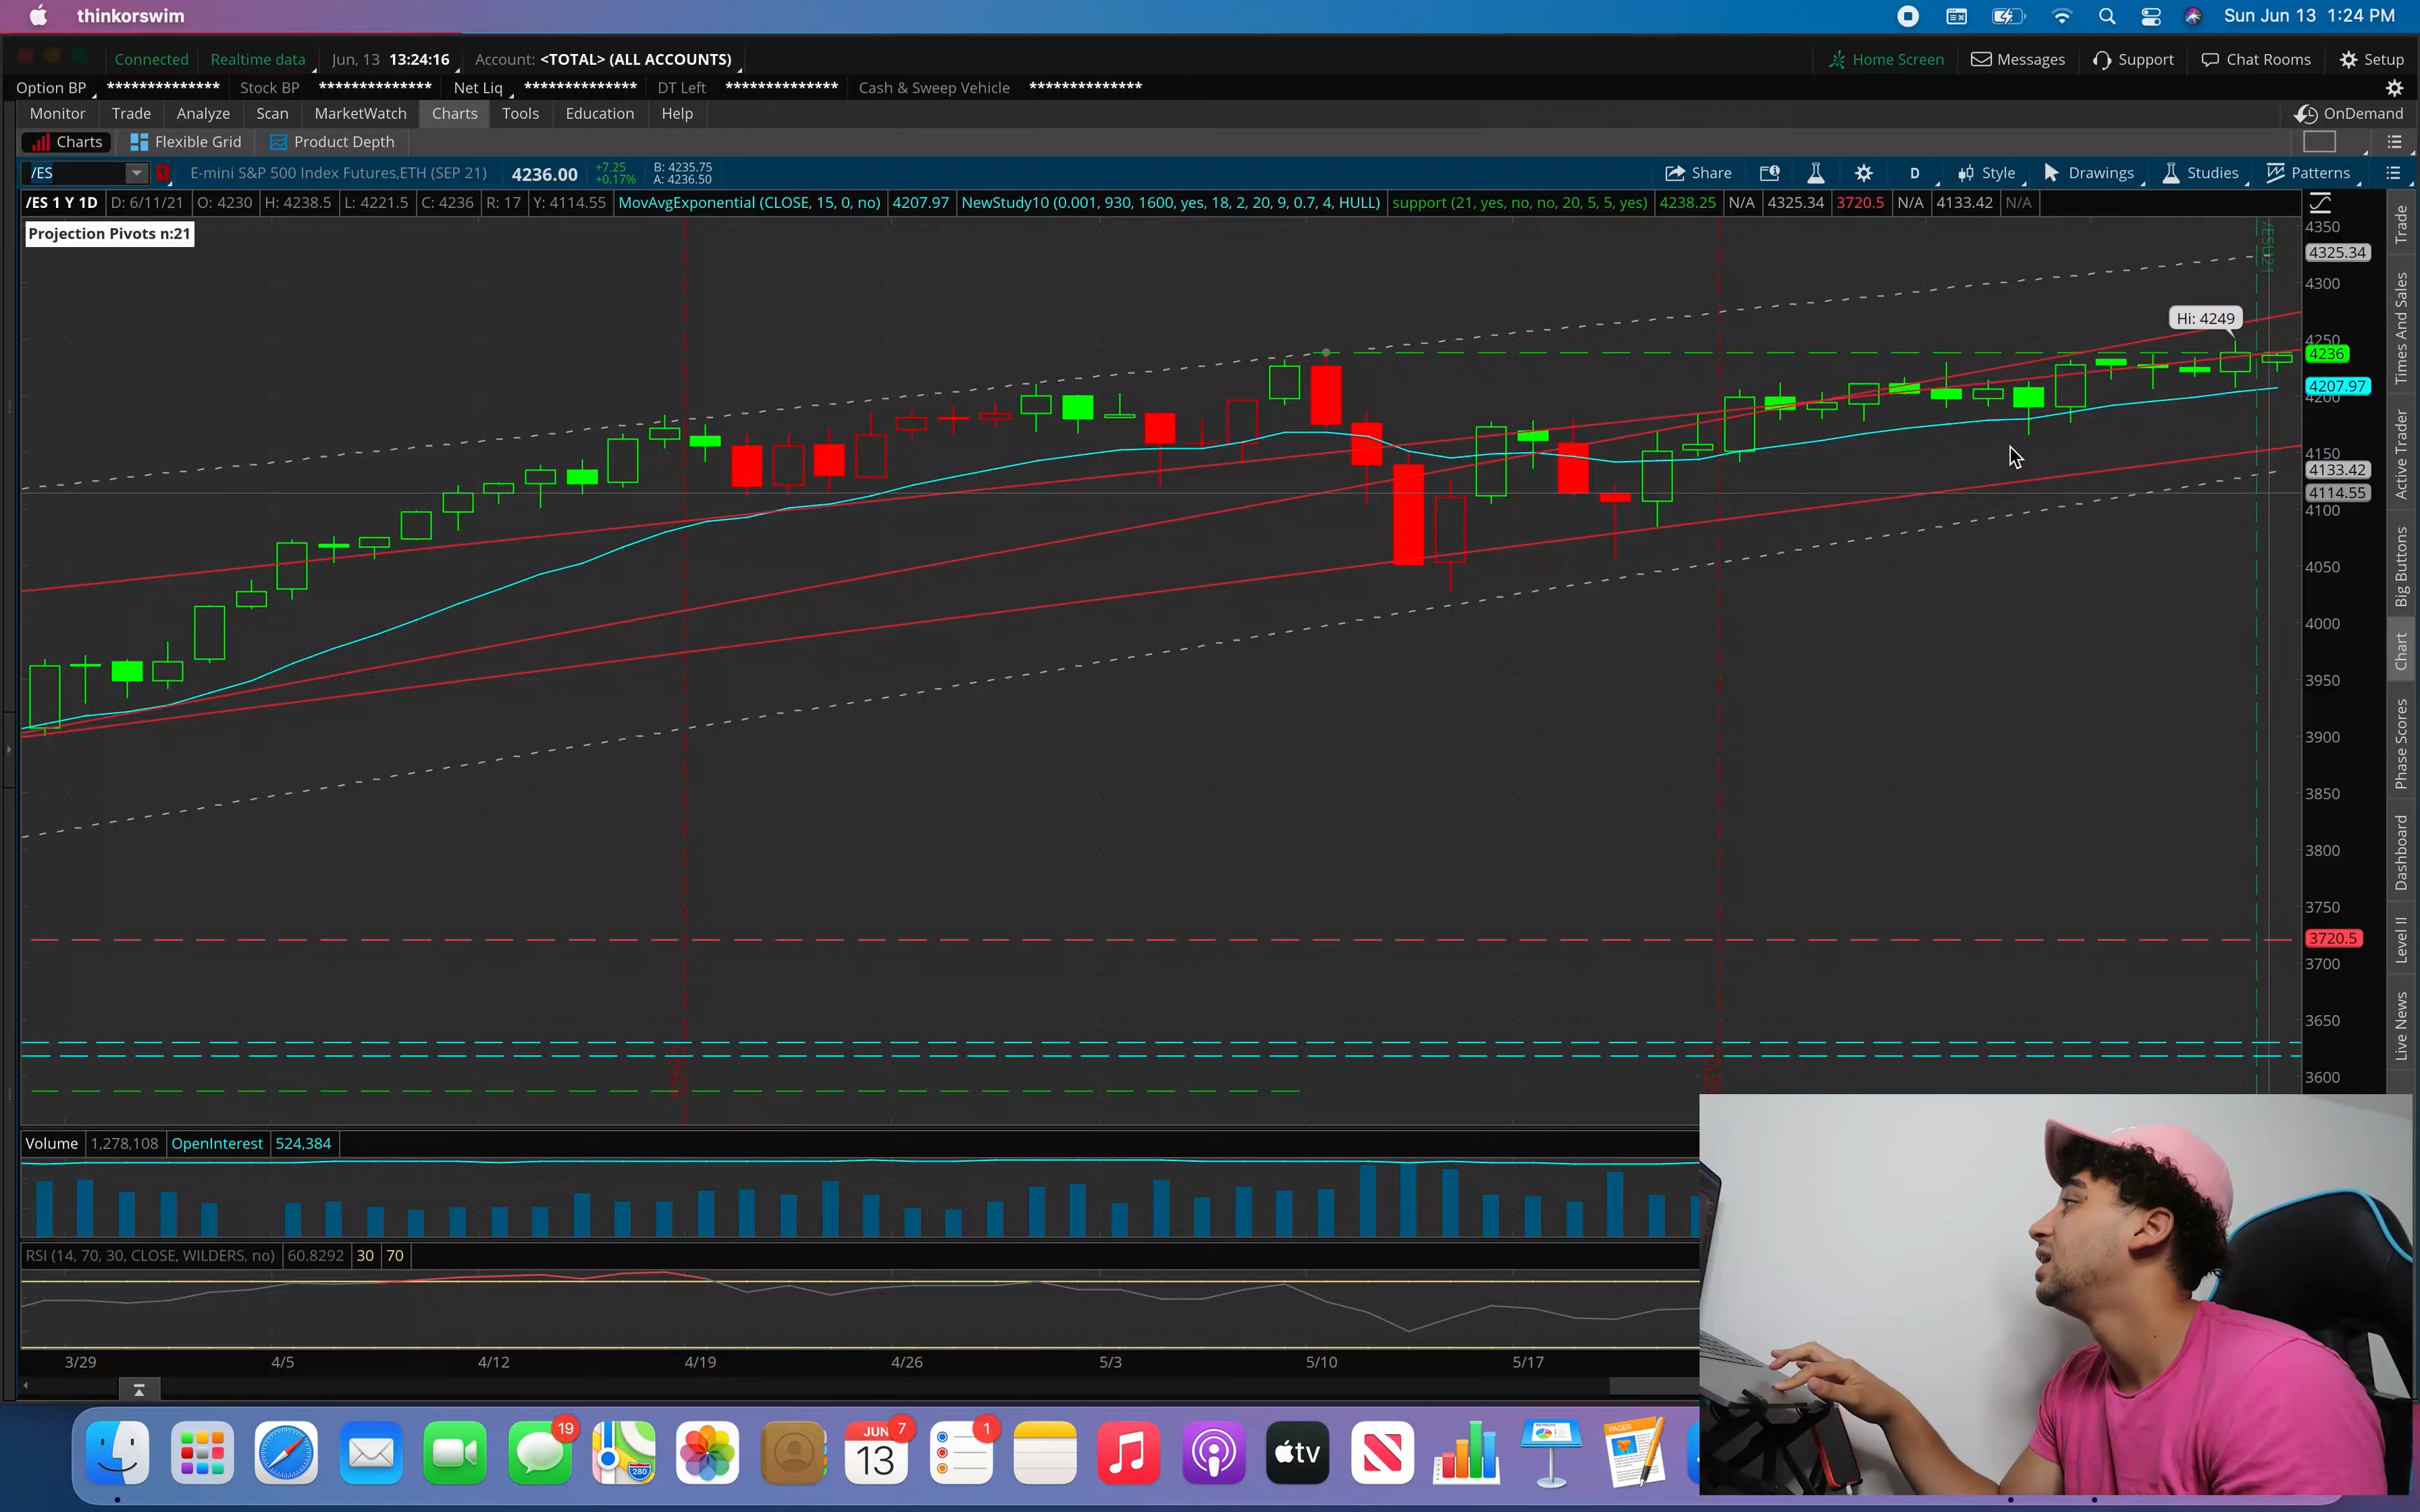 thinkorswim
Sun Jun 13 1:24 PM
Connected Realtime data Jun, 13 13:24:16 Account: <TOTAL> (ALL ACCOUNTS)
Home Screen Messages Support Chat Rooms Setup
Option BP ************** Stock BP ************** Net Liq ************** DT Left ************** Cash & Sweep Vehicle **************
Monitor Trade Analyze Scan MarketWatch Charts Tools Education Help
OnDemand
Charts Flexible Grid Product Depth
/ES E-mini S&P 500 Index Futures,ETH (SEP 21) 4236.00 +7.25 B: 4235.75
+0.17% A: 4236.50
Share D Style Drawings Studies Patterns
/ES 1 Y 1D D: 6/11/21 O: 4230 H: 4238.5 L: 4221.5 C: 4236 R: 17 Y: 4114.55 MovAvgExponential (CLOSE, 15, 0, no) 4207.97 NewStudy10 (0.001, 930, 1600, yes, 18, 2, 20, 9, 0.7, 4, HULL) support (21, yes, no, no, 20, 5, 5, yes) 4238.25 N/A 4325.34 3720.5 N/A 4133.42 N/A
Projection Pivots n:21
/ESU21
Hi: 4249
4350
4325.34
4300
4250
4236
4207.97
4200
4150
4133.42
4114.55
4100
4050
4000
3950
3900
3850
3800
3750
3720.5
3700
3650
3600
Trade
Times And Sales
Active Trader
Big Buttons
Chart
Phase Scores
Dashboard
Level II
Live News
Volume 1,278,108 OpenInterest 524,384
RSI (14, 70, 30, CLOSE, WILDERS, no) 60.8292 30 70
3/29 4/5 4/12 4/19 4/26 5/3 5/10 5/17
19
280
JUN 7
13
1
tv
PAGES